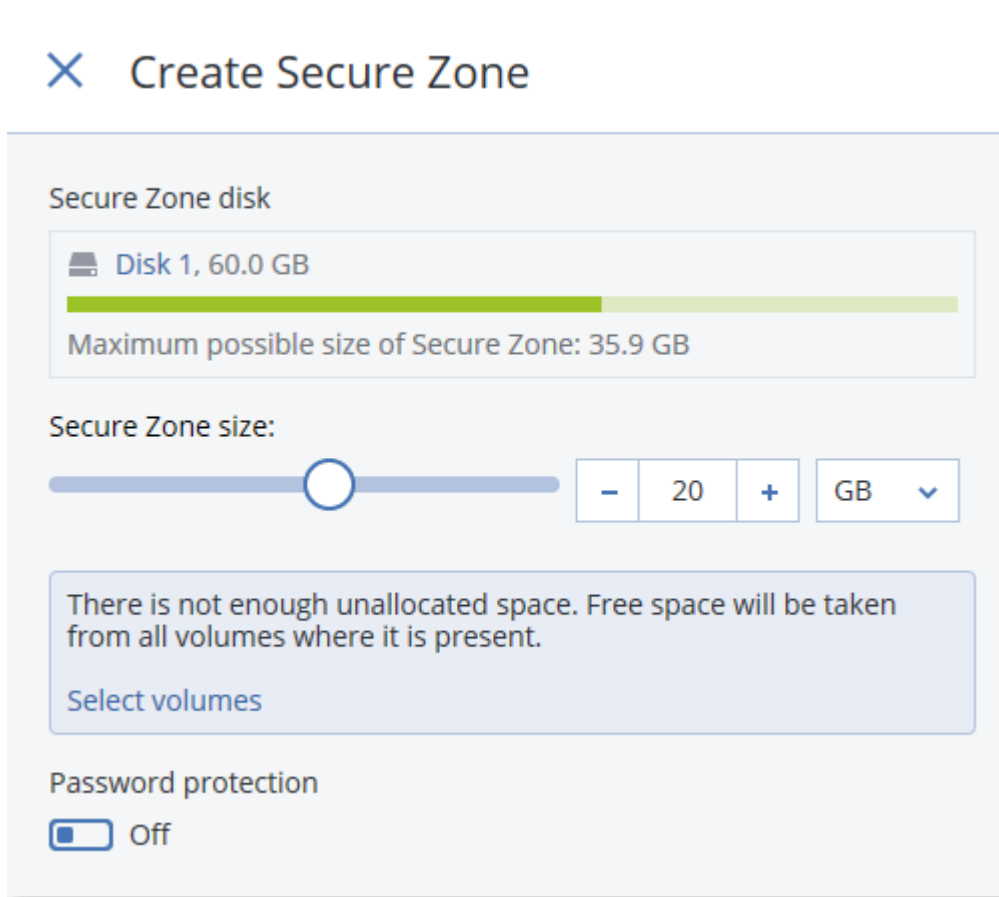 Create Secure Zone
Secure Zone disk
Disk 1, 60.0 GB
Maximum possible size of Secure Zone: 35.9 GB
Secure Zone size:
− 20 + GB
There is not enough unallocated space. Free space will be taken
from all volumes where it is present.
Select volumes
Password protection
Off